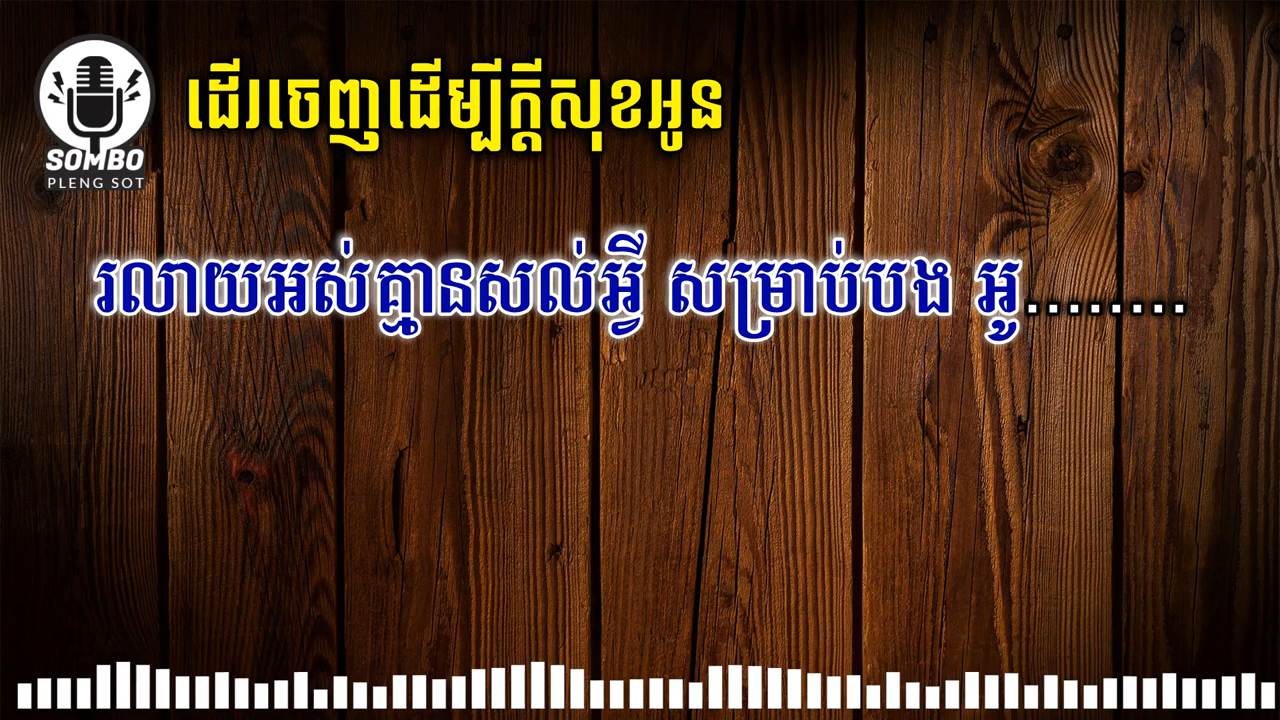 SOMBO
PLENG SOT
ដើរចេញដើម្បីក្ដីសុខអូន
រលាយអស់គ្មានសល់អ្វី សម្រាប់បង អូ........